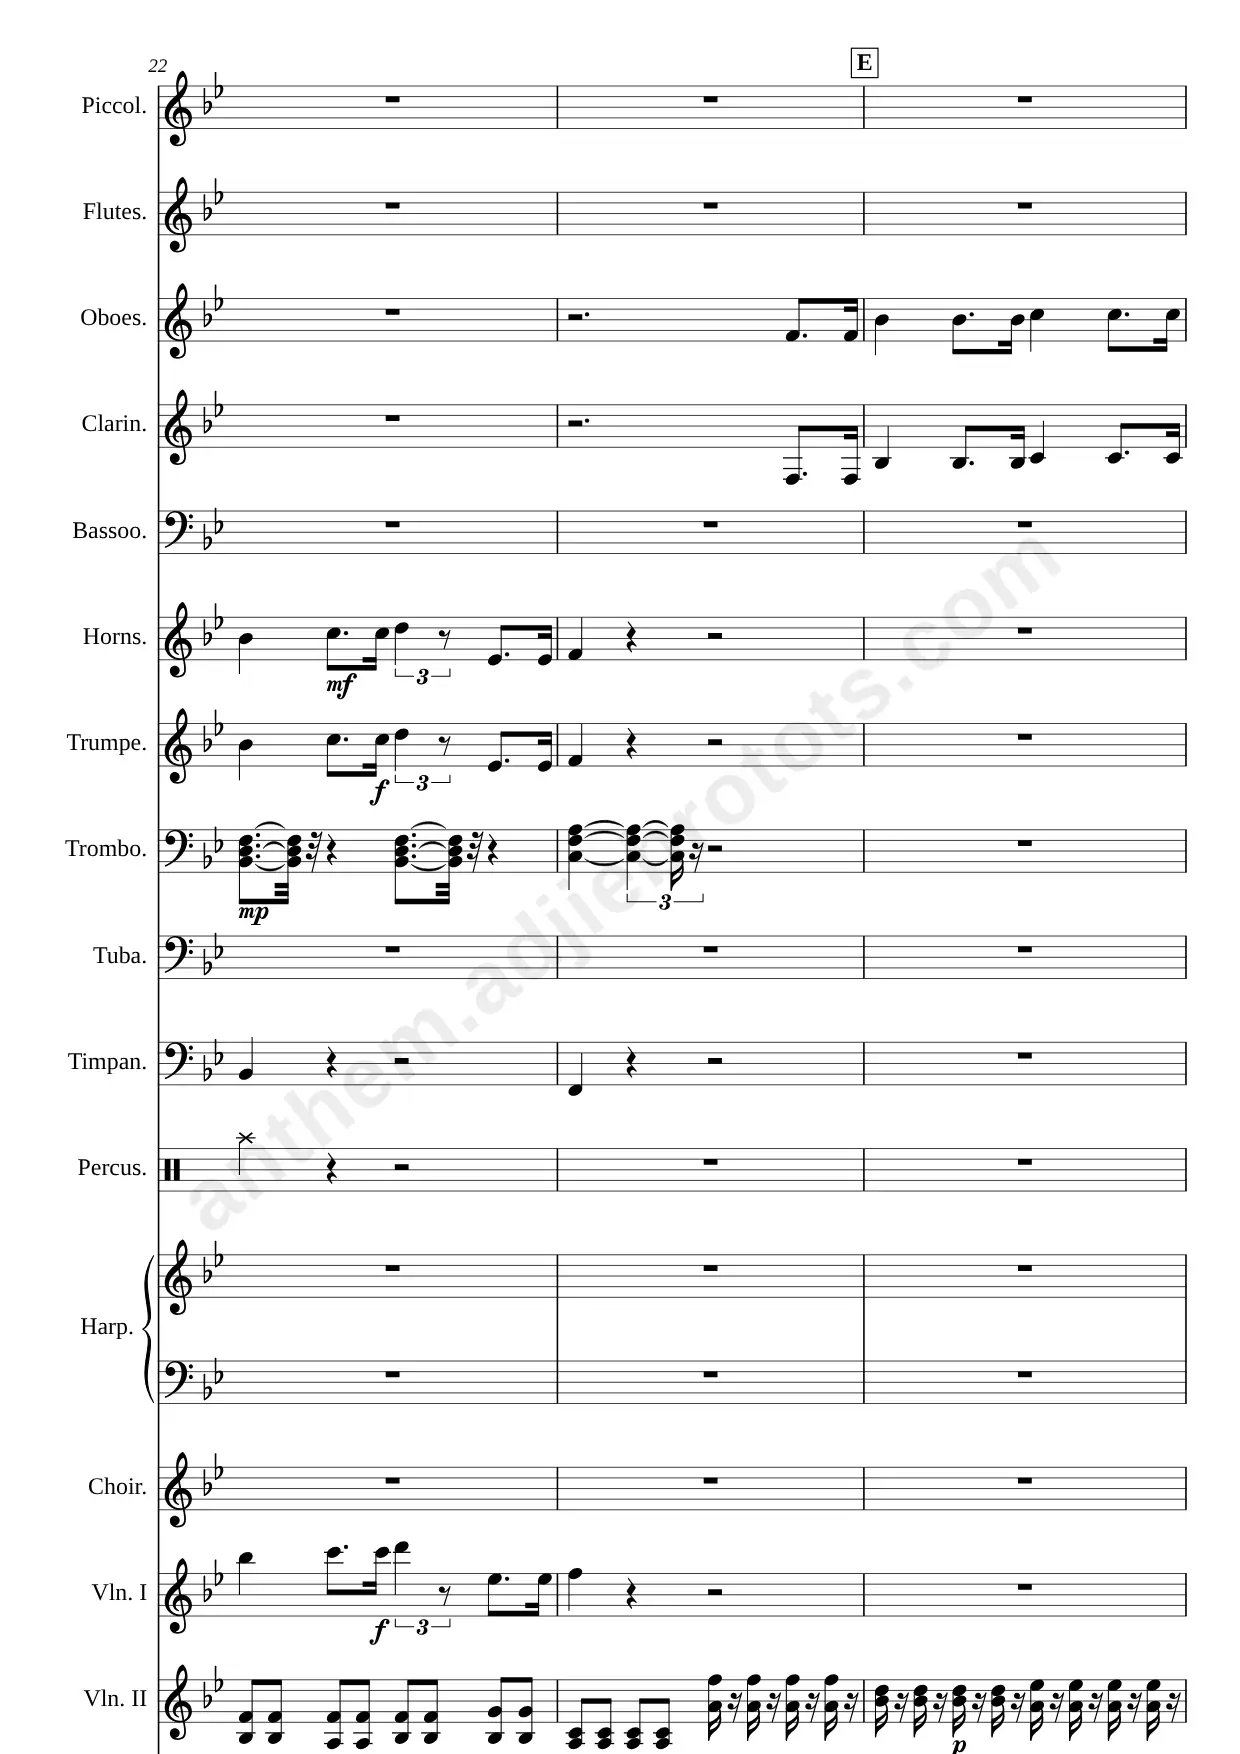 22
E
Piccol.
Flutes.
Oboes.
Clarin.
Bassoo.
Horns.
mf
3
Trumpe.
f
3
Trombo.
mp
3
Tuba.
Timpan.
Percus.
Harp.
Choir.
Vln. I
f
3
Vln. II
p